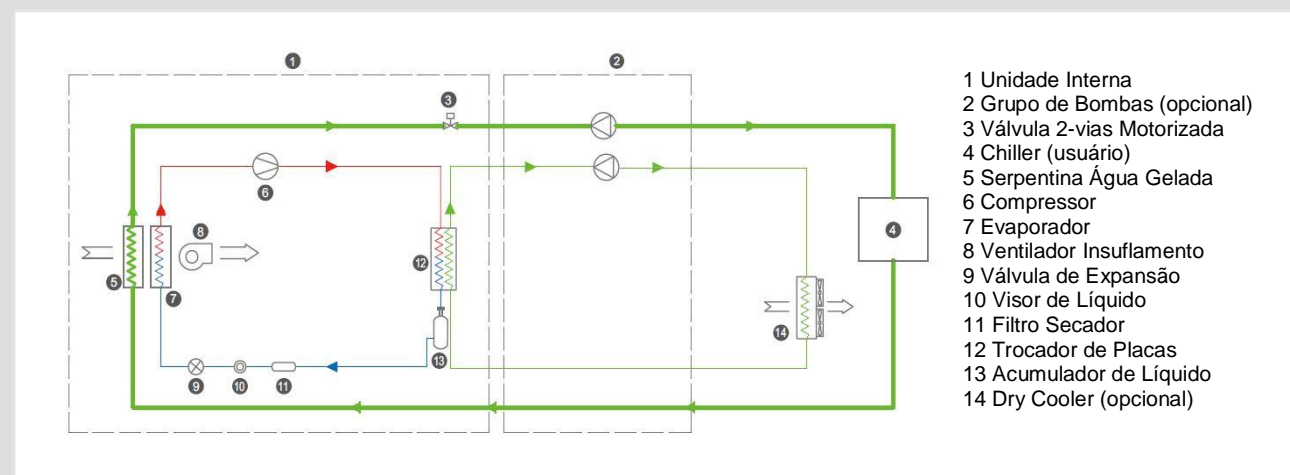 1
2
3
4
5
6
7
8
9
10
11
12
13
14
1 Unidade Interna
2 Grupo de Bombas (opcional)
3 Válvula 2-vias Motorizada
4 Chiller (usuário)
5 Serpentina Água Gelada
6 Compressor
7 Evaporador
8 Ventilador Insuflamento
9 Válvula de Expansão
10 Visor de Líquido
11 Filtro Secador
12 Trocador de Placas
13 Acumulador de Líquido
14 Dry Cooler (opcional)